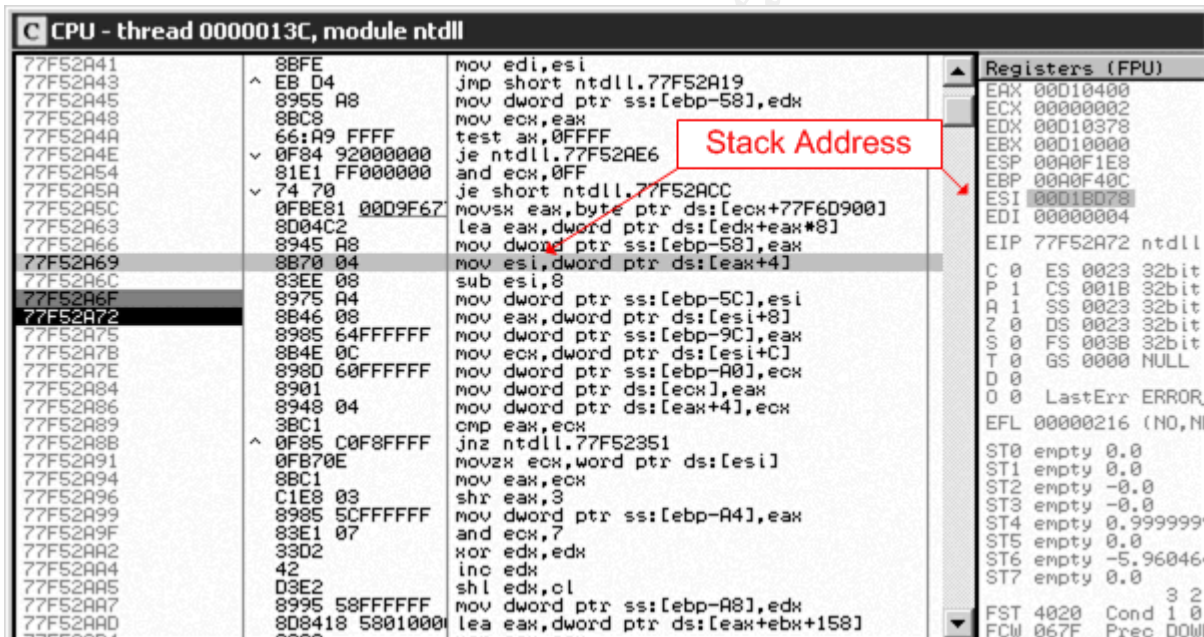 C CPU - thread 0000013C, module ntdll
77F52A41 8BFE mov edi,esi
77F52A43 ^ EB D4 jmp short ntdll.77F52A19
77F52A45 8955 A8 mov dword ptr ss:[ebp-58],edx
77F52A48 8BC8 mov ecx,eax
77F52A4A 66:A9 FFFF test ax,0FFFF
77F52A4E v 0F84 92000000 je ntdll.77F52AE6
77F52A54 81E1 FF000000 and ecx,0FF
77F52A5A v 74 70 je short ntdll.77F52ACC
77F52A5C 0FBE81 00D9F67 movsx eax,byte ptr ds:[ecx+77F6D900]
77F52A63 8D04C2 lea eax,dword ptr ds:[edx+eax*8]
77F52A66 8945 A8 mov dword ptr ss:[ebp-58],eax
77F52A69 8B70 04 mov esi,dword ptr ds:[eax+4]
77F52A6C 83EE 08 sub esi,8
77F52A6F 8975 A4 mov dword ptr ss:[ebp-5C],esi
77F52A72 8B46 08 mov eax,dword ptr ds:[esi+8]
77F52A75 8985 64FFFFFF mov dword ptr ss:[ebp-9C],eax
77F52A7B 8B4E 0C mov ecx,dword ptr ds:[esi+C]
77F52A7E 898D 60FFFFFF mov dword ptr ss:[ebp-A0],ecx
77F52A84 8901 mov dword ptr ds:[ecx],eax
77F52A86 8948 04 mov dword ptr ds:[eax+4],ecx
77F52A89 3BC1 cmp eax,ecx
77F52A8B ^ 0F85 C0F8FFFF jnz ntdll.77F52351
77F52A91 0FB70E movzx ecx,word ptr ds:[esi]
77F52A94 8BC1 mov eax,ecx
77F52A96 C1E8 03 shr eax,3
77F52A99 8985 5CFFFFFF mov dword ptr ss:[ebp-A4],eax
77F52A9F 83E1 07 and ecx,7
77F52AA2 33D2 xor edx,edx
77F52AA4 42 inc edx
77F52AA5 D3E2 shl edx,cl
77F52AA7 8995 58FFFFFF mov dword ptr ss:[ebp-A8],edx
77F52AAD 8D8418 5801000 lea eax,dword ptr ds:[eax+ebx+158]
Stack Address
Registers (FPU)
EAX 00D10400
ECX 00000002
EDX 00D10378
EBX 00D10000
ESP 00A0F1E8
EBP 00A0F40C
ESI 00D1BD78
EDI 00000004
EIP 77F52A72 ntdll
C 0 ES 0023 32bit
P 1 CS 001B 32bit
A 1 SS 0023 32bit
Z 0 DS 0023 32bit
S 0 FS 003B 32bit
T 0 GS 0000 NULL
D 0
O 0 LastErr ERROR_
EFL 00000216 (NO,N
ST0 empty 0.0
ST1 empty 0.0
ST2 empty -0.0
ST3 empty -0.0
ST4 empty 0.9999999
ST5 empty 0.0
ST6 empty -5.960464
ST7 empty 0.0
3 2
FST 4020 Cond 1 0
FCW 067F Prec DOW